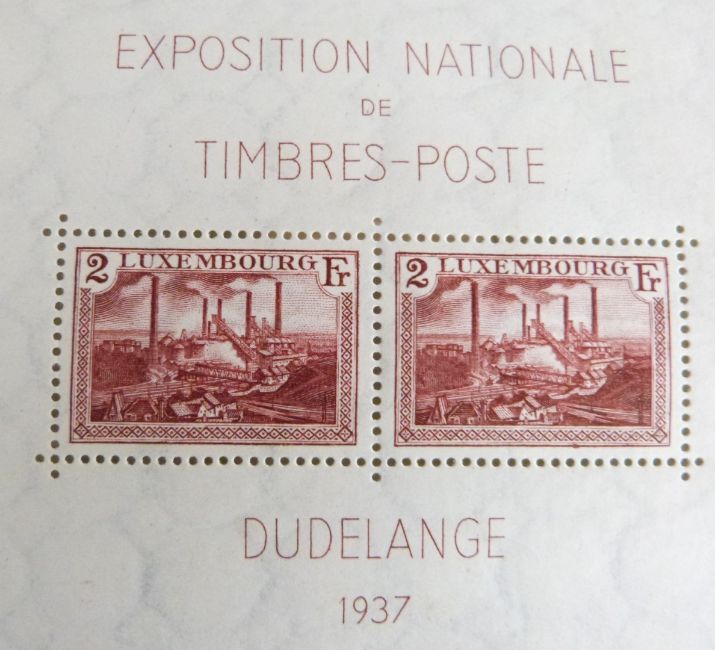 EXPOSITION NATIONALE
DE
TIMBRES-POSTE
2 LUXEMBOURG Fr
2 LUXEMBOURG Fr
DUDELANGE
1937